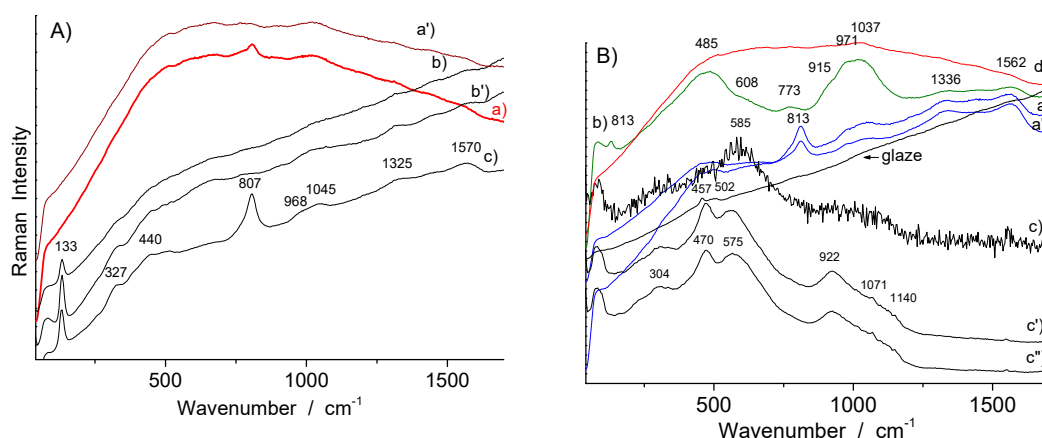 A)
a')
b)
b')
a)
c)
133
327
440
807
968
1045
1325
1570
Raman Intensity
500
1000
1500
Wavenumber / cm-1
B)
485
608
773
915
971
1037
1336
1562
d
b)
813
585
813
a
a'
glaze
457
502
c)
304
470
575
922
1071
1140
c')
c")
500
1000
1500
Wavenumber / cm-1